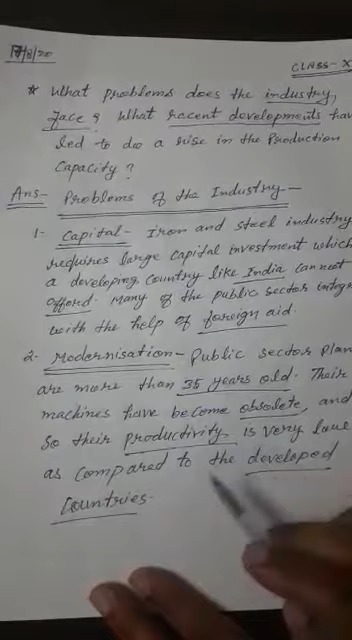 17/8/20
CLASS-X
* What problems does the industry
face? What recent developments hav
led to do a rise in the Production
Capacity?
Ans- Problems of the Industry-
1- Capital- Iron and steel industry
requires large capital investment which
a developing country like India cannot
afford. Many of the public sector integ
with the help of foreign aid.
2- Modernisation- Public sector plan
are more than 35 years old. Their
machines have become obsolete, and
so their productivity is very low
as compared to the developed
Countries.